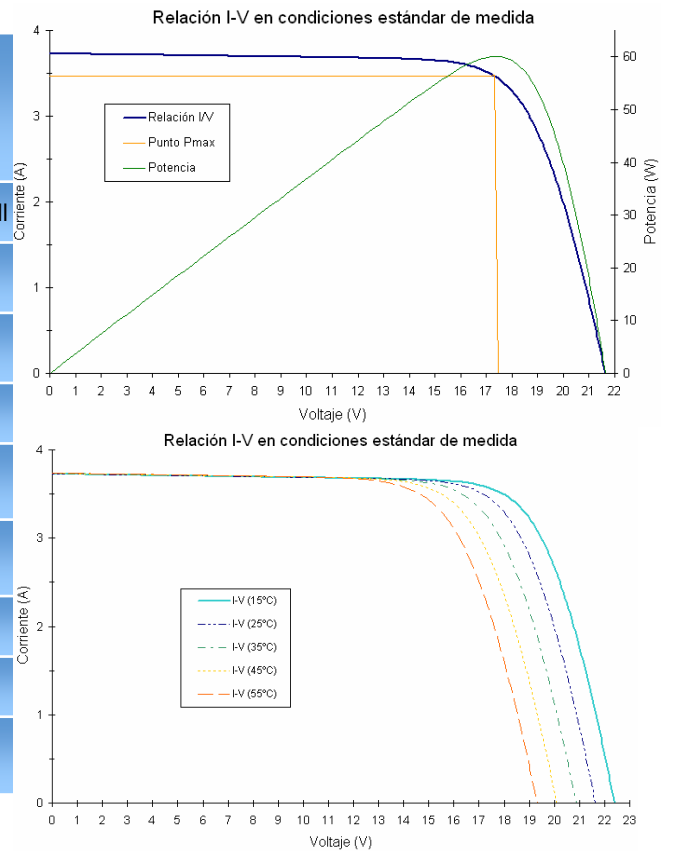 Relación I-V en condiciones estándar de medida
4
3
2
1
0
Corriente (A)
Relación I/V
Punto Pmax
Potencia
60
50
40
30
20
10
0
Potencia (W)
0 1 2 3 4 5 6 7 8 9 10 11 12 13 14 15 16 17 18 19 20 21 22
Voltaje (V)
ll
Relación I-V en condiciones estándar de medida
4
3
2
1
0
Corriente (A)
I-V (15ºC)
I-V (25ºC)
I-V (35ºC)
I-V (45ºC)
I-V (55ºC)
0 1 2 3 4 5 6 7 8 9 10 11 12 13 14 15 16 17 18 19 20 21 22 23
Voltaje (V)